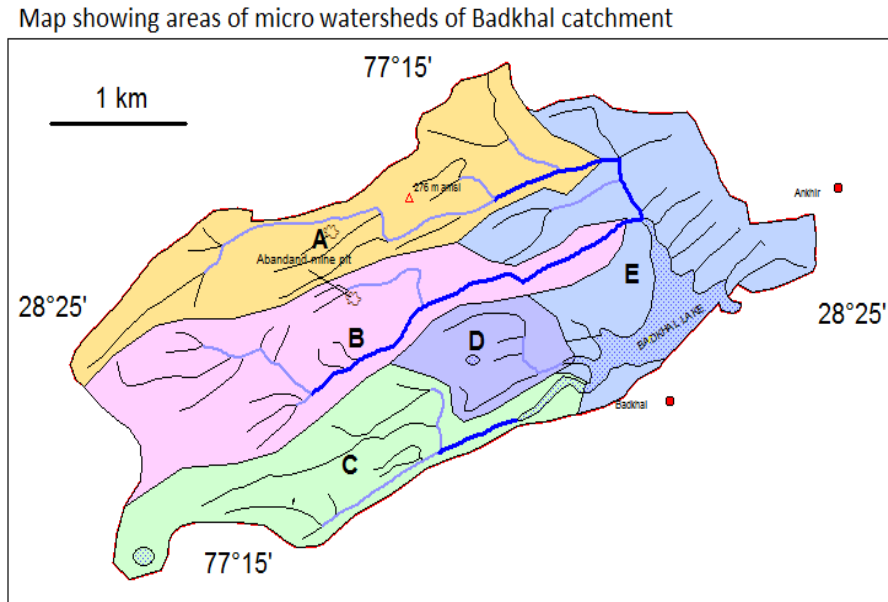 Map showing areas of micro watersheds of Badkhal catchment
77°15'
1 km
Ankhir
276 m amsl
A
Abandand mine pit
E
28°25'
28°25'
BADKHAL LAKE
B
D
Badkhal
C
77°15'